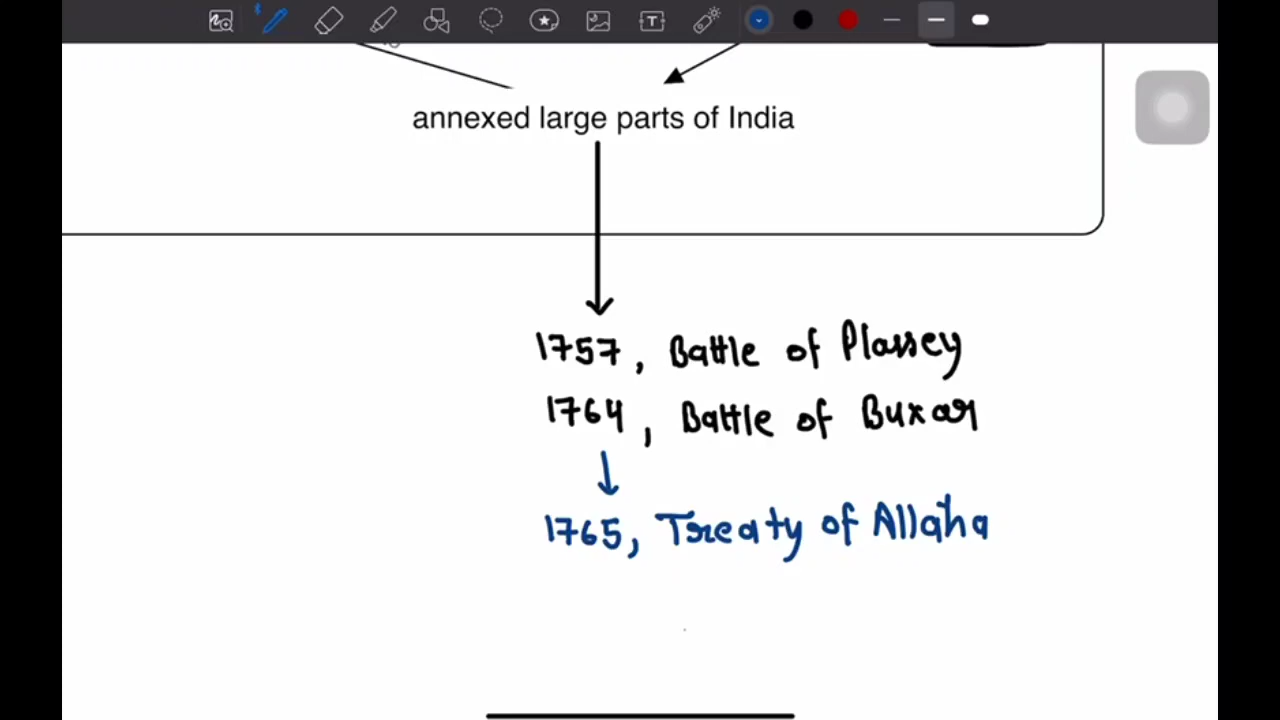 annexed large parts of India
1757, Battle of Plassey
1764, Battle of Buxar
1765, Treaty of Allaha